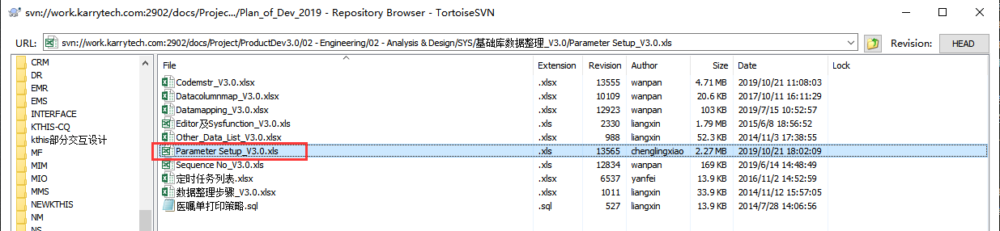 svn://work.karrytech.com:2902/docs/Projec.../Plan_of_Dev_2019 - Repository Browser - TortoiseSVN
URL: svn://work.karrytech.com:2902/docs/Project/ProductDev3.0/02 - Engineering/02 - Analysis & Design/SYS/基础库数据整理_V3.0/Parameter Setup_V3.0.xls Revision: HEAD
CRM
DR
EMR
EMS
INTERFACE
KTHIS-CQ
kthis部分交互设计
MF
MIM
MIO
MMS
NEWKTHIS
NM
NS
File Extension Revision Author Size Date Lock
Codemstr_V3.0.xlsx .xlsx 13555 wanpan 4.71 MB 2019/10/21 11:08:03
Datacolumnmap_V3.0.xlsx .xlsx 10109 wanpan 20.6 KB 2017/10/11 16:11:29
Datamapping_V3.0.xlsx .xlsx 12923 wanpan 103 KB 2019/7/15 10:52:57
Editor及Sysfunction_V3.0.xls .xls 2330 liangxin 1.79 MB 2015/6/8 18:56:52
Other_Data_List_V3.0.xlsx .xlsx 988 liangxin 52.3 KB 2014/11/3 17:38:55
Parameter Setup_V3.0.xls .xls 13565 chenglingxiao 2.27 MB 2019/10/21 18:02:09
Sequence No_V3.0.xls .xls 12834 wanpan 169 KB 2019/6/14 14:48:49
定时任务列表.xlsx .xlsx 6537 yanfei 13.9 KB 2016/11/2 14:52:59
数据整理步骤_V3.0.xlsx .xlsx 1011 liangxin 33.9 KB 2014/11/12 15:57:05
医嘱单打印策略.sql .sql 527 liangxin 13.9 KB 2014/7/28 14:06:56